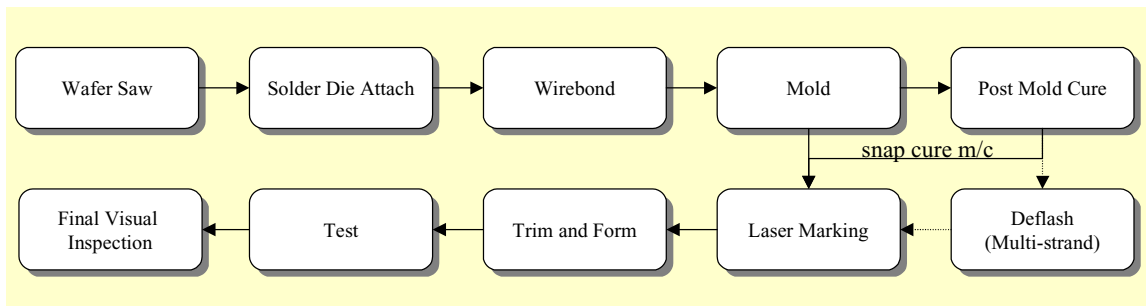 Wafer Saw
Solder Die Attach
Wirebond
Mold
Post Mold Cure
snap cure m/c
Final Visual
Inspection
Test
Trim and Form
Laser Marking
Deflash
(Multi-strand)